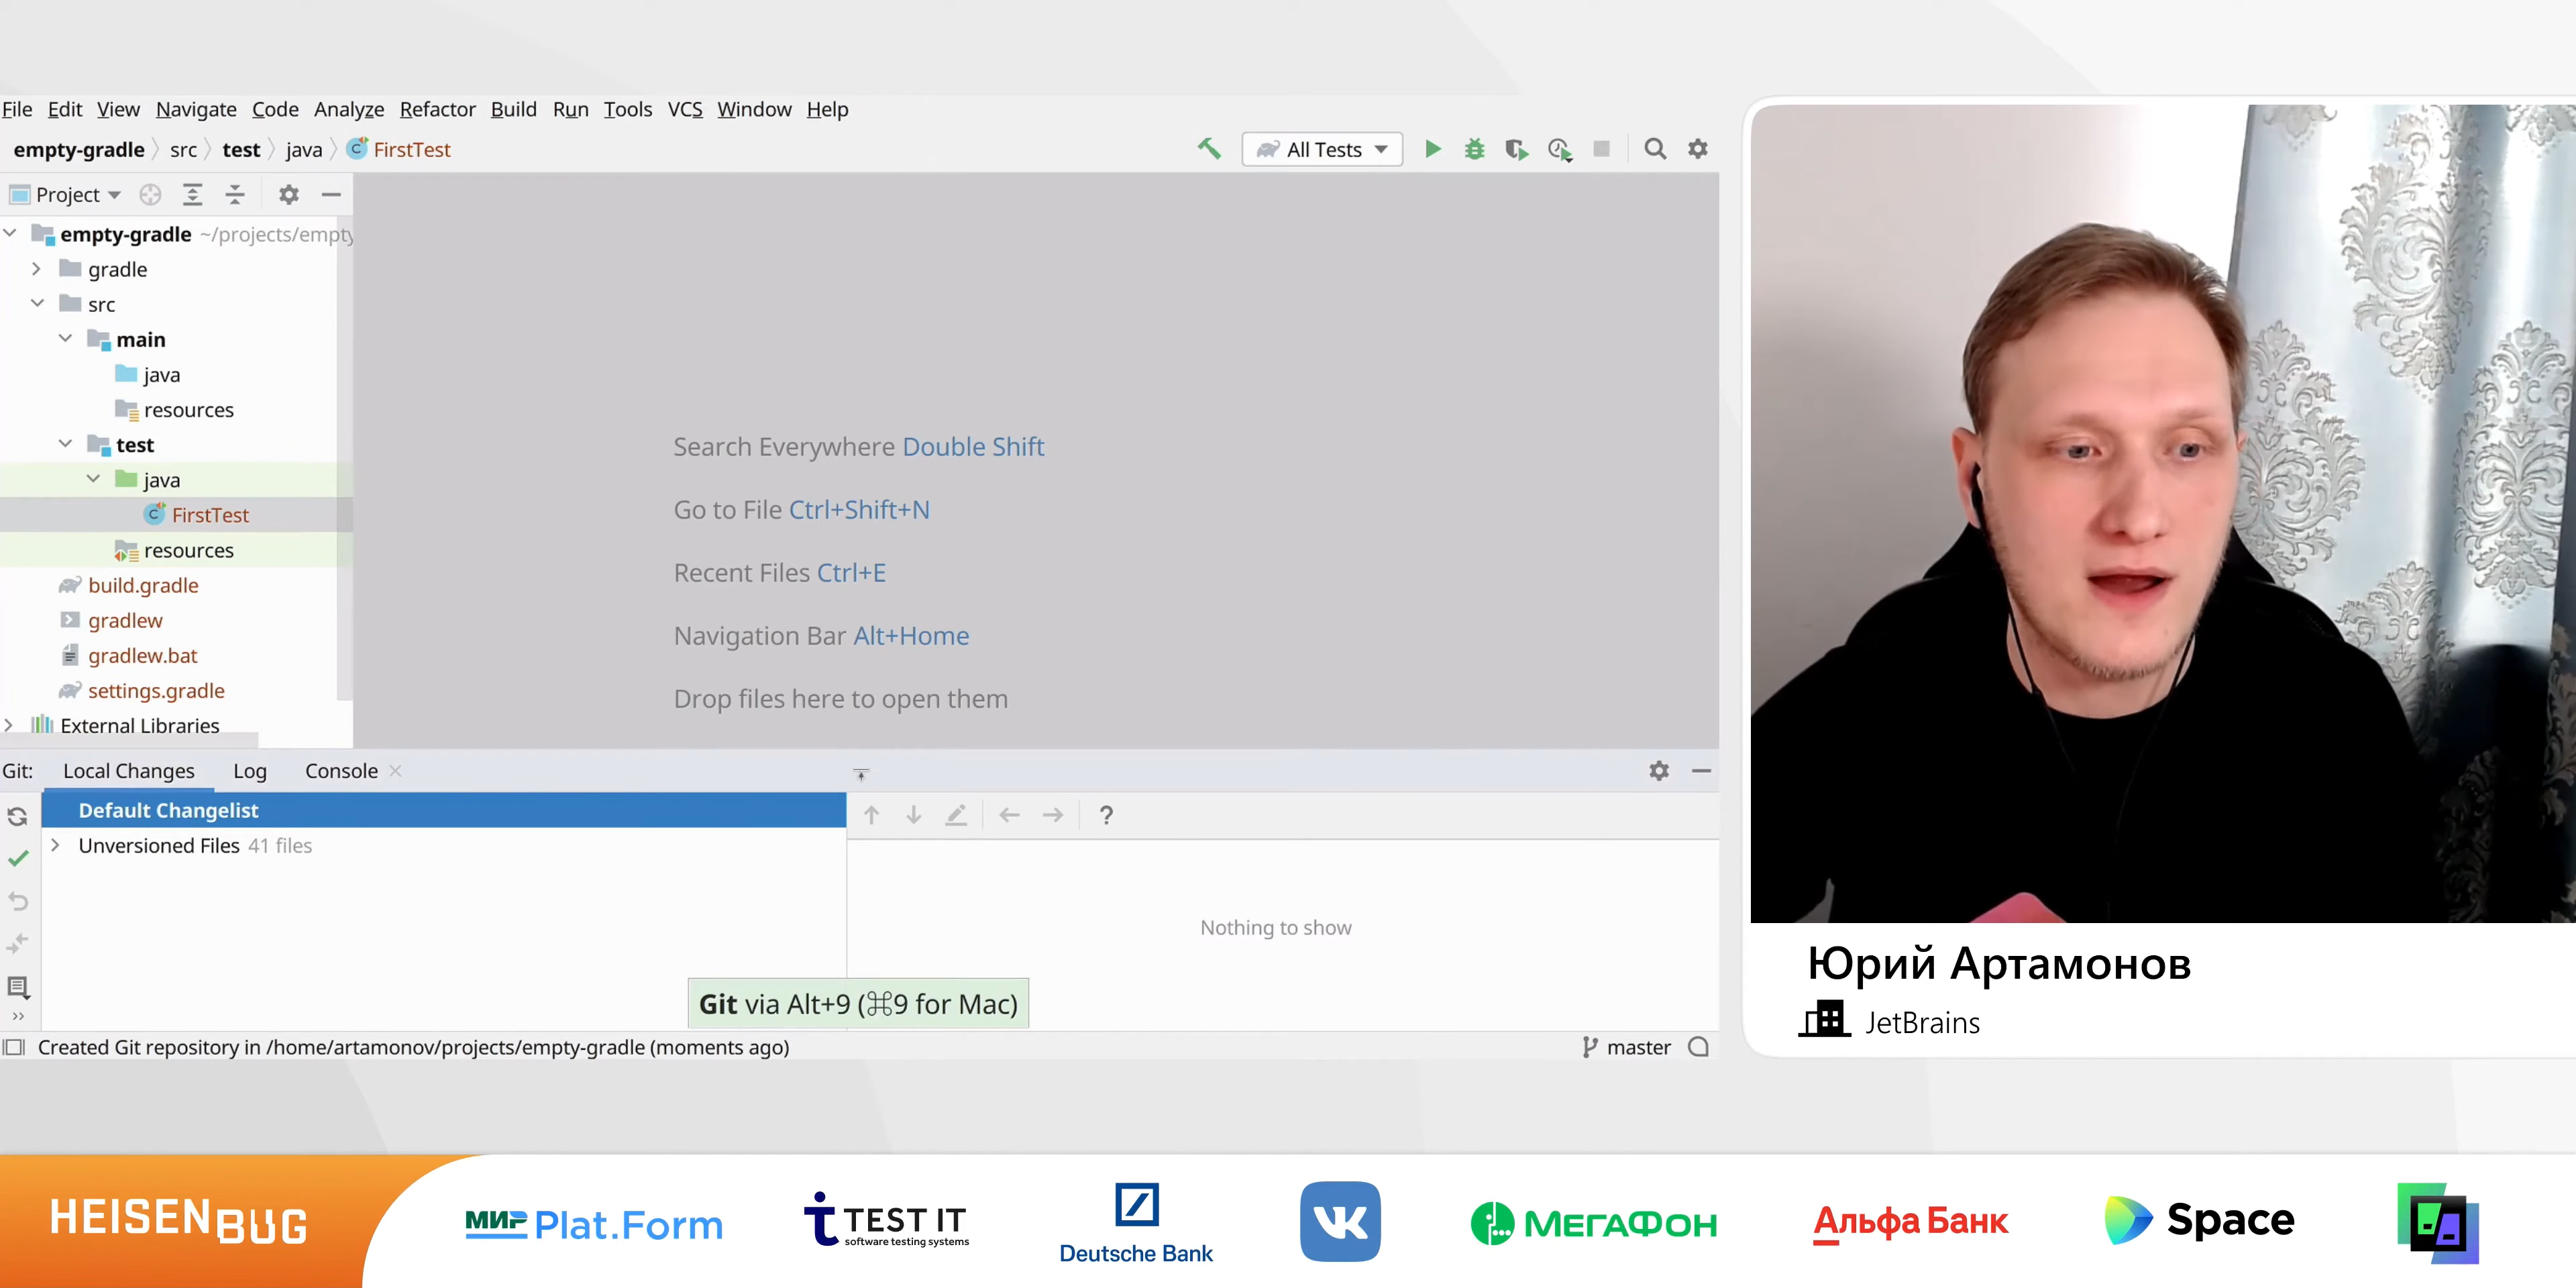 File Edit View Navigate Code Analyze Refactor Build Run Tools VCS Window Help
empty-gradle src test java FirstTest
All Tests
Project
empty-gradle ~/projects/empty
gradle
src
main
java
resources
test
java
FirstTest
resources
build.gradle
gradlew
gradlew.bat
settings.gradle
External Libraries
Search Everywhere Double Shift
Go to File Ctrl+Shift+N
Recent Files Ctrl+E
Navigation Bar Alt+Home
Drop files here to open them
Git: Local Changes Log Console
Default Changelist
Unversioned Files 41 files
Nothing to show
Git via Alt+9 (⌘9 for Mac)
Created Git repository in /home/artamonov/projects/empty-gradle (moments ago)
master
Юрий Артамонов
JetBrains
HEISENBUG
МИР Plat.Form
TEST IT
software testing systems
Deutsche Bank
VK
МЕГАФОН
Альфа Банк
Space